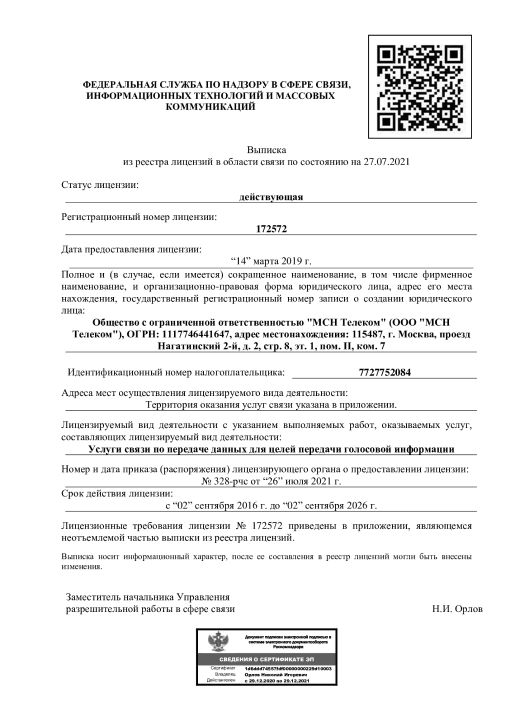 ФЕДЕРАЛЬНАЯ СЛУЖБА ПО НАДЗОРУ В СФЕРЕ СВЯЗИ,
ИНФОРМАЦИОННЫХ ТЕХНОЛОГИЙ И МАССОВЫХ
КОММУНИКАЦИЙ
Выписка
из реестра лицензий в области связи по состоянию на 27.07.2021
Статус лицензии:
действующая
Регистрационный номер лицензии:
172572
Дата предоставления лицензии:
“14” марта 2019 г.
Полное и (в случае, если имеется) сокращенное наименование, в том числе фирменное
наименование, и организационно-правовая форма юридического лица, адрес его места
нахождения, государственный регистрационный номер записи о создании юридического
лица:
Общество с ограниченной ответственностью "МСН Телеком" (ООО "МСН
Телеком"), ОГРН: 1117746441647, адрес местонахождения: 115487, г. Москва, проезд
Нагатинский 2-й, д. 2, стр. 8, эт. 1, пом. II, ком. 7
Идентификационный номер налогоплательщика: 7727752084
Адреса мест осуществления лицензируемого вида деятельности:
Территория оказания услуг связи указана в приложении.
Лицензируемый вид деятельности с указанием выполняемых работ, оказываемых услуг,
составляющих лицензируемый вид деятельности:
Услуги связи по передаче данных для целей передачи голосовой информации
Номер и дата приказа (распоряжения) лицензирующего органа о предоставлении лицензии:
№ 328-рчс от “26” июля 2021 г.
Срок действия лицензии:
с “02” сентября 2016 г. до “02” сентября 2026 г.
Лицензионные требования лицензии № 172572 приведены в приложении, являющемся
неотъемлемой частью выписки из реестра лицензий.
Выписка носит информационный характер, после ее составления в реестр лицензий могли быть внесены
изменения.
Заместитель начальника Управления
разрешительной работы в сфере связи Н.И. Орлов
Документ подписан электронной подписью в
системе электронного документооборота
Роскомнадзора
СВЕДЕНИЯ О СЕРТИФИКАТЕ ЭП
Сертификат
Владелец Орлов Николай Игоревич
Действителен с 29.12.2020 по 29.12.2021